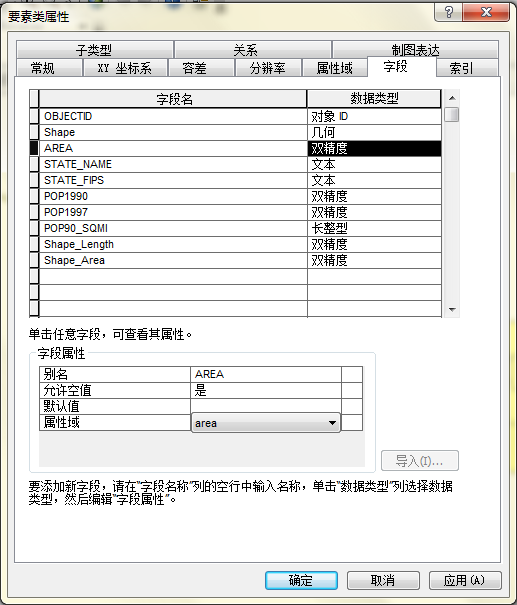 要素类属性
子类型 关系 制图表达
常规 XY 坐标系 容差 分辨率 属性域 字段 索引
字段名 数据类型
OBJECTID 对象 ID
Shape 几何
AREA 双精度
STATE_NAME 文本
STATE_FIPS 文本
POP1990 双精度
POP1997 双精度
POP90_SQMI 长整型
Shape_Length 双精度
Shape_Area 双精度
单击任意字段，可查看其属性。
字段属性
别名 AREA
允许空值 是
默认值
属性域 area
导入(I)...
要添加新字段，请在“字段名称”列的空行中输入名称，单击“数据类型”列选择数据
类型，然后编辑“字段属性”。
确定 取消 应用(A)